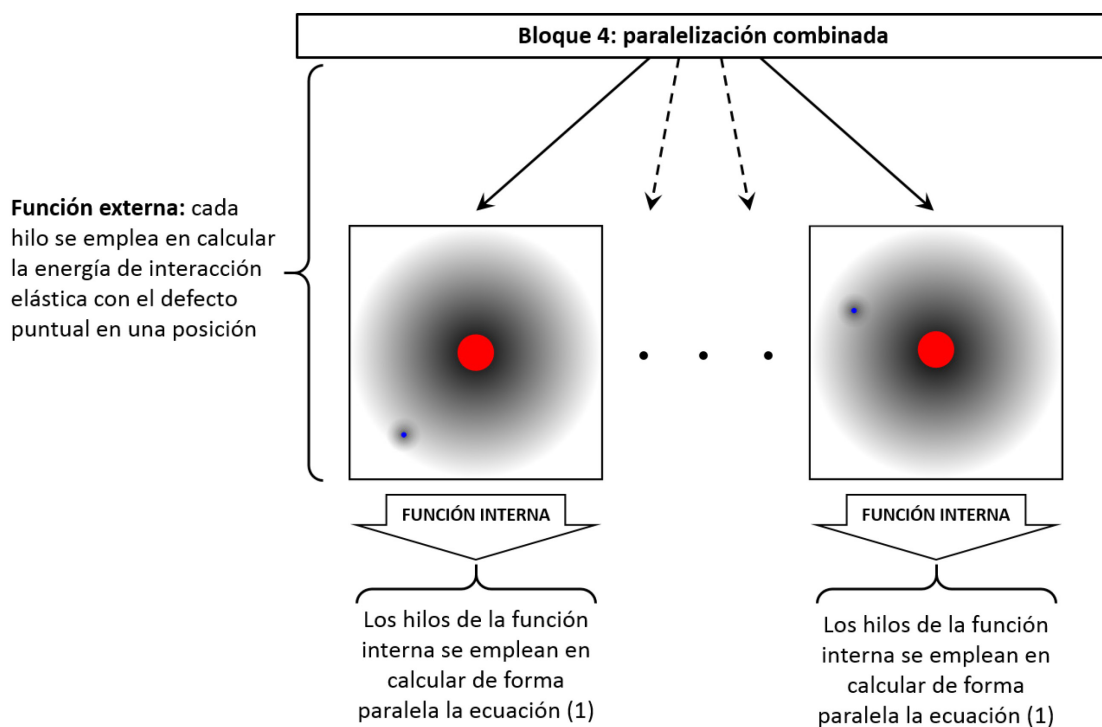 Bloque 4: paralelización combinada
Función externa: cada
hilo se emplea en calcular
la energía de interacción
elástica con el defecto
puntual en una posición
FUNCIÓN INTERNA
FUNCIÓN INTERNA
Los hilos de la función
interna se emplean en
calcular de forma
paralela la ecuación (1)
Los hilos de la función
interna se emplean en
calcular de forma
paralela la ecuación (1)